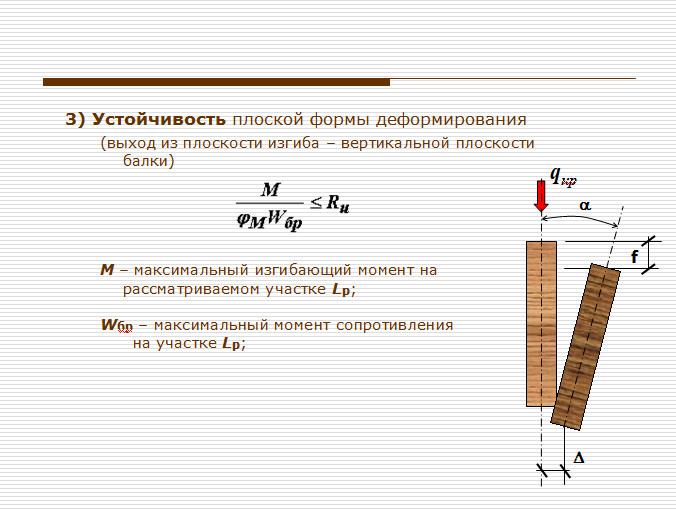 3) Устойчивость плоской формы деформирования
(выход из плоскости изгиба – вертикальной плоскости
балки)
qкр
α
M
φMWбр
≤ Rи
f
M – максимальный изгибающий момент на
рассматриваемом участке Lр;
Wбр – максимальный момент сопротивления
на участке Lр;
Δ